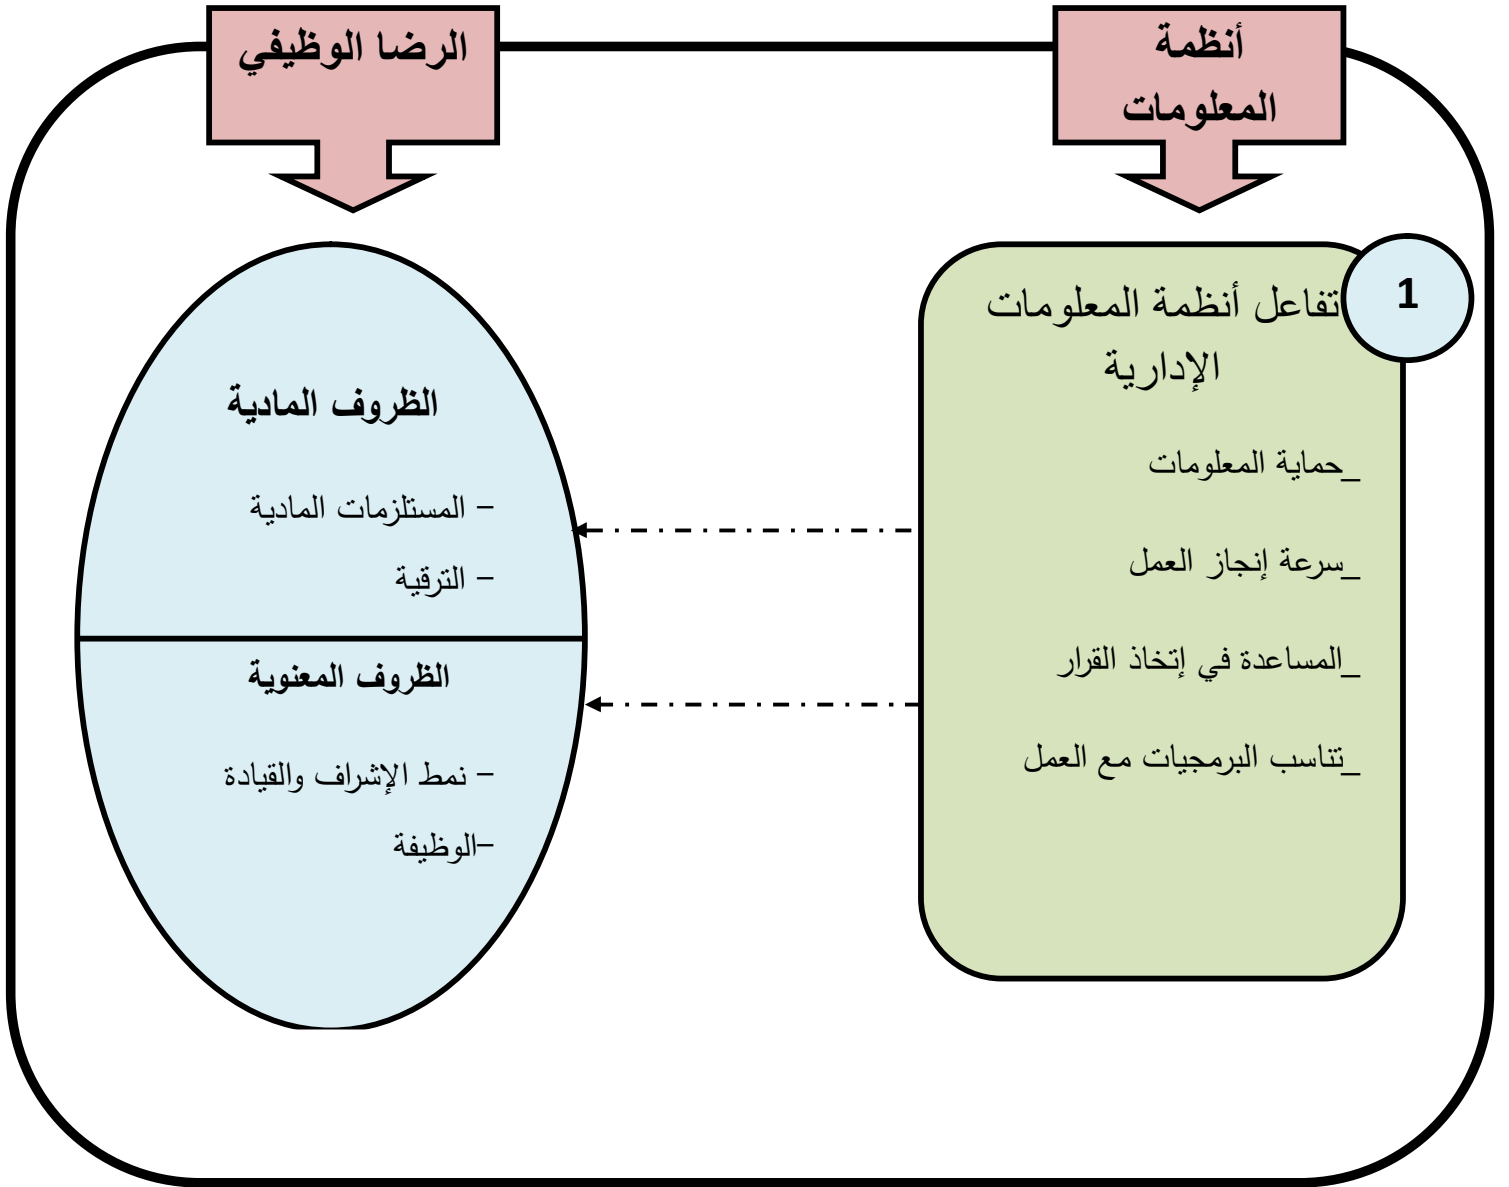 أنظمة
المعلومات
الرضا الوظيفي
1
تفاعل أنظمة المعلومات
الإدارية
_حماية المعلومات
_سرعة إنجاز العمل
_المساعدة في إتخاذ القرار
_تتناسب البرمجيات مع العمل
الظروف المادية
- المستلزمات المادية
- الترقية
الظروف المعنوية
- نمط الإشراف والقيادة
-الوظيفة